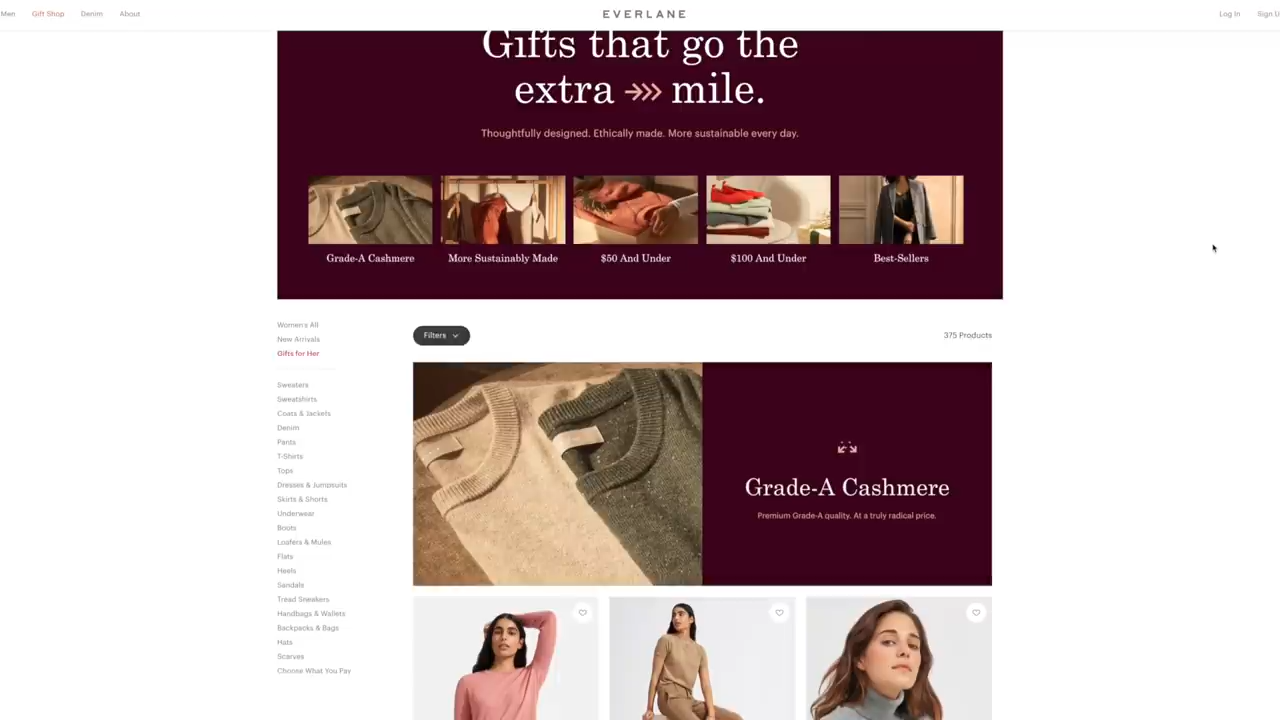 Men
Gift Shop
Denim
About
EVERLANE
Log In
Sign U
Gifts that go the
extra mile.
Thoughtfully designed. Ethically made. More sustainable every day.
Grade-A Cashmere
More Sustainably Made
$50 And Under
$100 And Under
Best-Sellers
Women's All
New Arrivals
Gifts for Her
Sweaters
Sweatshirts
Coats & Jackets
Denim
Pants
T-Shirts
Tops
Dresses & Jumpsuits
Skirts & Shorts
Underwear
Boots
Loafers & Mules
Flats
Heels
Sandals
Tread Sneakers
Handbags & Wallets
Backpacks & Bags
Hats
Scarves
Choose What You Pay
Filters
375 Products
Grade-A Cashmere
Premium Grade-A quality. At a truly radical price.